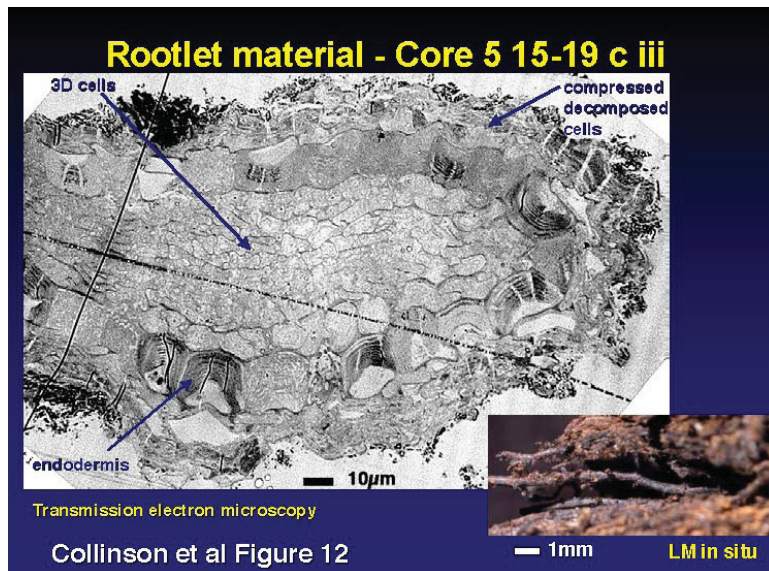 Rootlet material - Core 5 15-19 c iii
3D cells
compressed
decomposed
cells
endodermis
10µm
Transmission electron microscopy
Collinson et al Figure 12
1mm
LM in situ